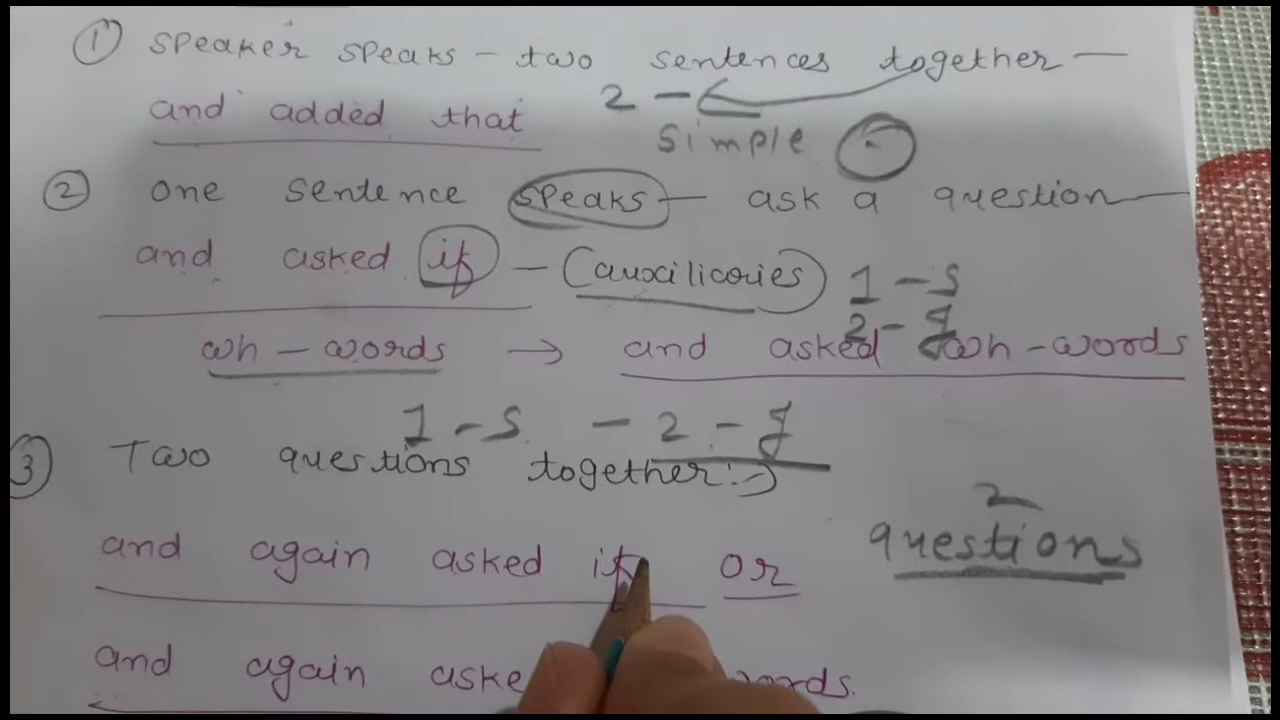 ① speaker speaks - two sentences together -
and added that
2 -
simple
② one sentence speaks - ask a question -
and asked if - (auxcilicories)
1 - s
2 - q
wh - words → and asked wh - words
1 - s - 2 - q
③ Two questions together :-
2
questions
and again asked if or
and again aske words.